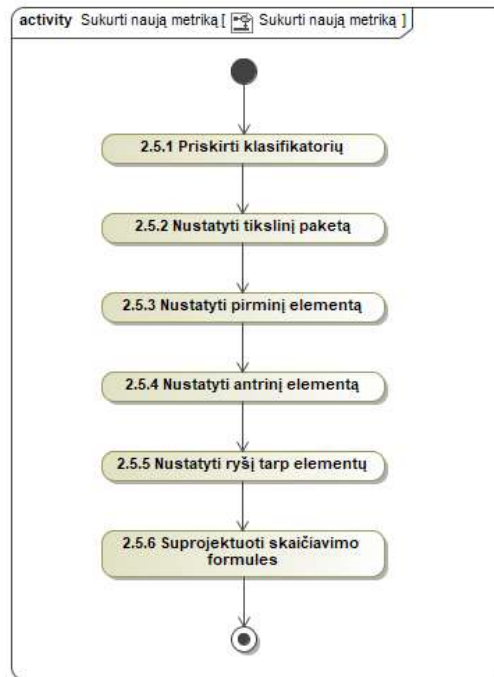 activity Sukurti naują metriką [ Sukurti naują metriką ]
2.5.1 Priskirti klasifikatorių
2.5.2 Nustatyti tikslinį paketą
2.5.3 Nustatyti pirminį elementą
2.5.4 Nustatyti antrinį elementą
2.5.5 Nustatyti ryšį tarp elementų
2.5.6 Suprojektuoti skaičiavimo
formules